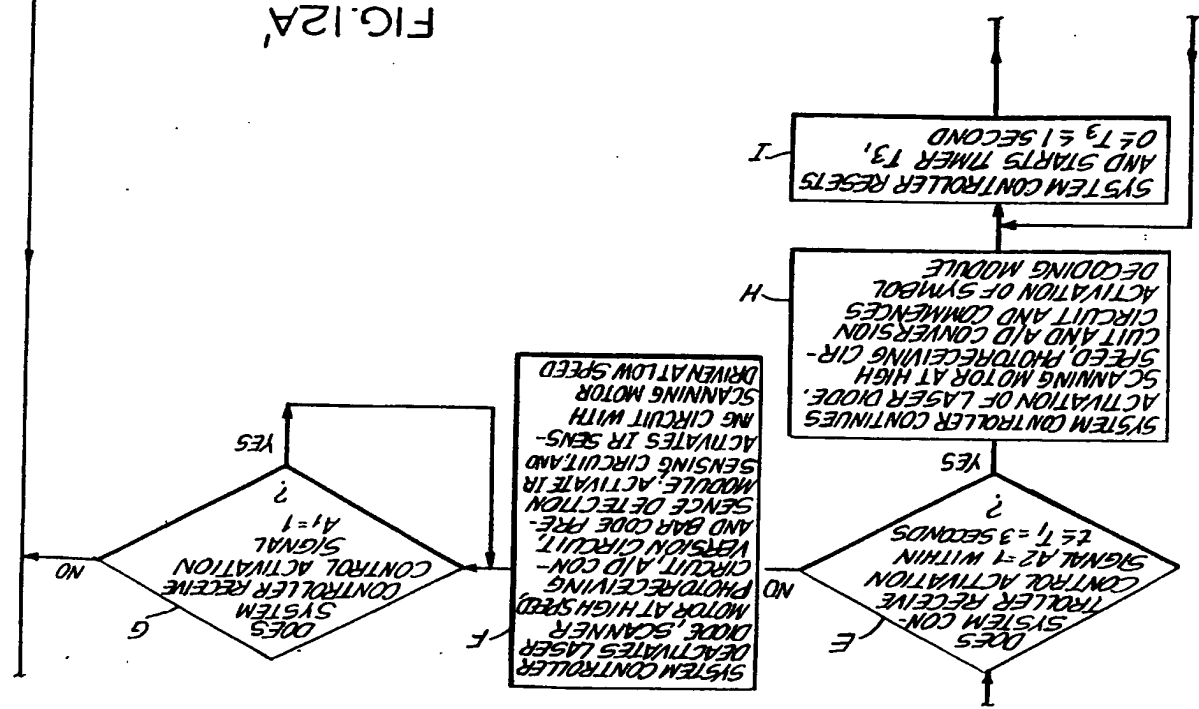 DOES
SYSTEM CON-
TROLLER RECEIVE
CONTROL ACTIVATION
SIGNAL A2=1 WITHIN
t ≤ T₁ = 3 SECONDS
?
E
NO
YES
SYSTEM CONTROLLER
DEACTIVATES LASER
DIODE, SCANNER
MOTOR AT HIGH SPEED,
PHOTORECEIVING
CIRCUIT, A/D CON-
VERSION CIRCUIT,
AND BAR CODE PRE-
SENCE DETECTION
MODULE; ACTIVATE IR
SENSING CIRCUIT, AND
ACTIVATES IR SENS-
ING CIRCUIT WITH
SCANNING MOTOR
DRIVEN AT LOW SPEED
F
DOES
SYSTEM
CONTROLLER RECEIVE
CONTROL ACTIVATION
SIGNAL
A₁=1
?
G
NO
YES
SYSTEM CONTROLLER CONTINUES
ACTIVATION OF LASER DIODE,
SCANNING MOTOR AT HIGH
SPEED, PHOTORECEIVING CIR-
CUIT AND A/D CONVERSION
CIRCUIT AND COMMENCES
ACTIVATION OF SYMBOL
DECODING MODULE
H
SYSTEM CONTROLLER RESETS
AND STARTS TIMER T3,
0 ≤ T₃ ≤ 1 SECOND
I
FIG.12A'